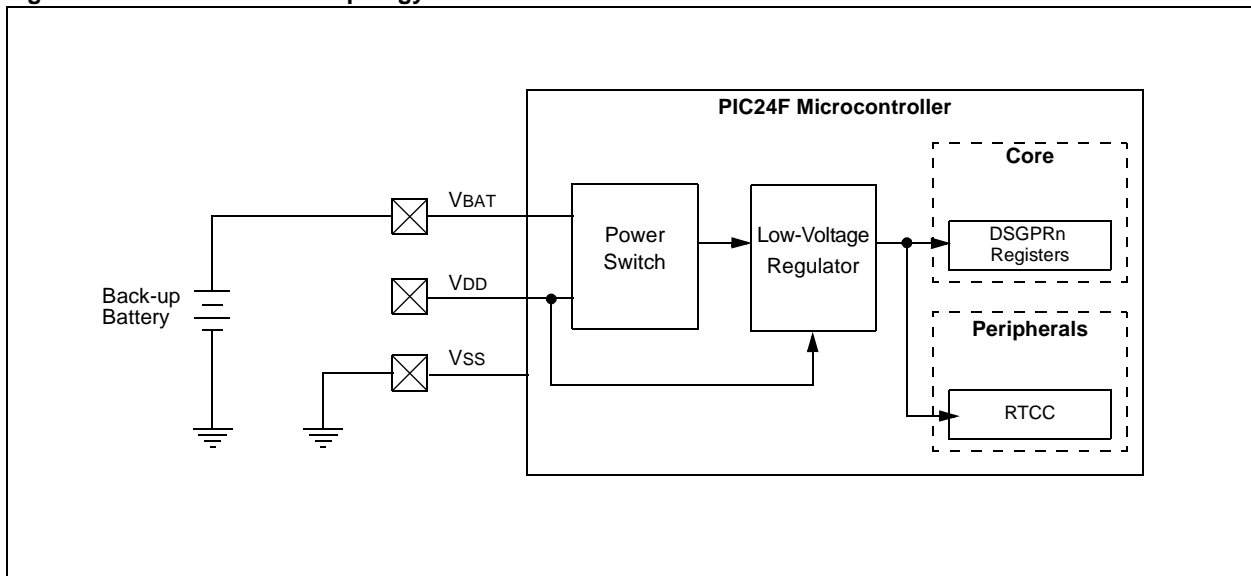 PIC24F Microcontroller
Core
VBAT
Power
Switch
Low-Voltage
Regulator
DSGPRn
Registers
VDD
Back-up
Battery
Peripherals
VSS
RTCC